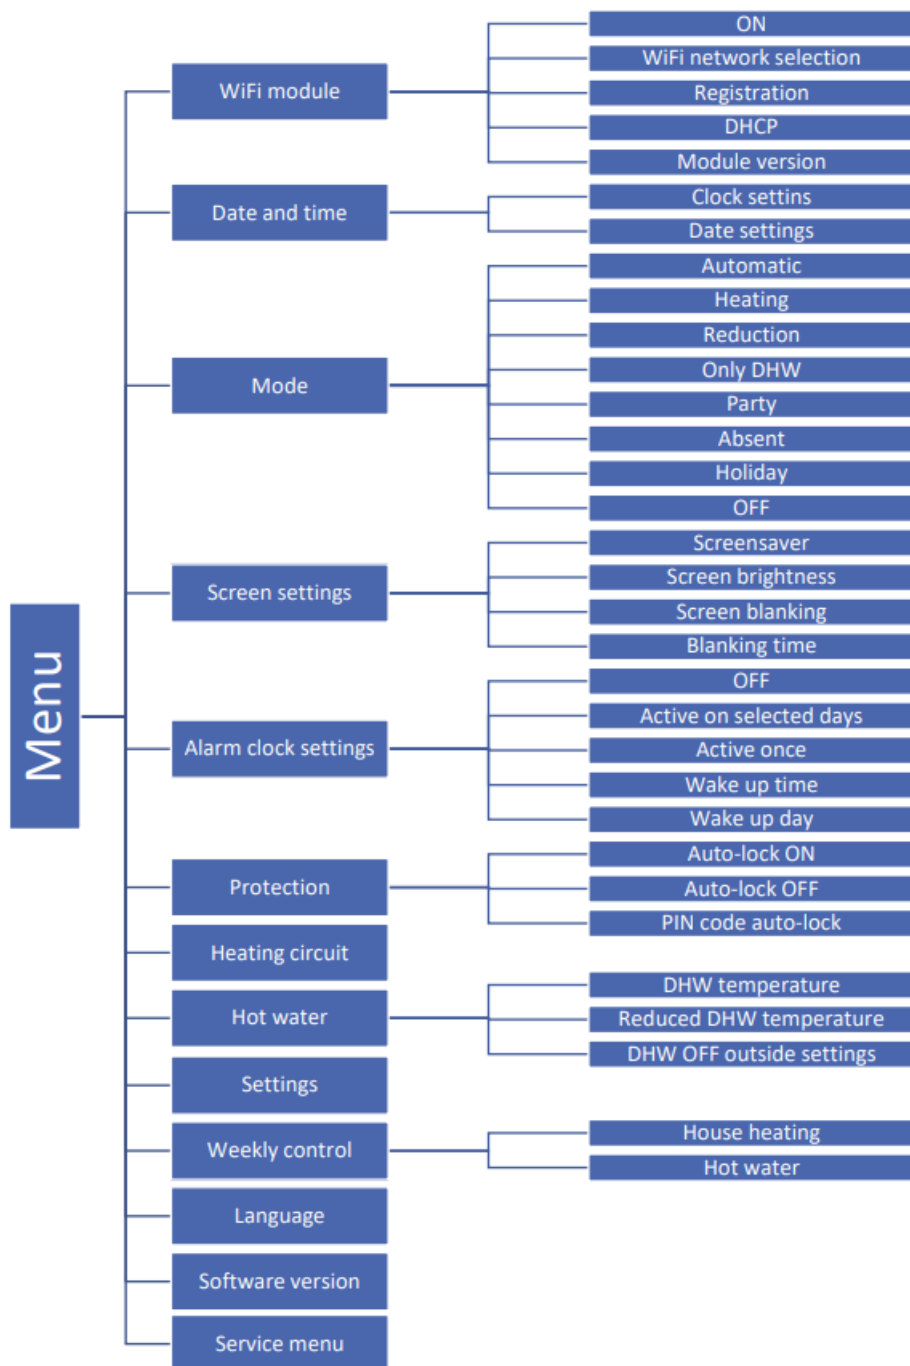 Menu
WiFi module
ON
WiFi network selection
Registration
DHCP
Module version
Date and time
Clock settins
Date settings
Mode
Automatic
Heating
Reduction
Only DHW
Party
Absent
Holiday
OFF
Screen settings
Screensaver
Screen brightness
Screen blanking
Blanking time
Alarm clock settings
OFF
Active on selected days
Active once
Wake up time
Wake up day
Protection
Auto-lock ON
Auto-lock OFF
PIN code auto-lock
Heating circuit
Hot water
DHW temperature
Reduced DHW temperature
DHW OFF outside settings
Settings
Weekly control
House heating
Hot water
Language
Software version
Service menu